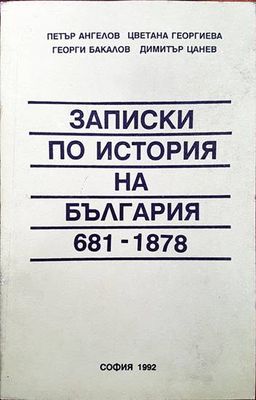 ПЕТЪР АНГЕЛОВ ЦВЕТАНА ГЕОРГИЕВА
ГЕОРГИ БАКАЛОВ ДИМИТЪР ЦАНЕВ
ЗАПИСКИ
ПО ИСТОРИЯ
НА
БЪЛГАРИЯ
681-1878
СОФИЯ 1992